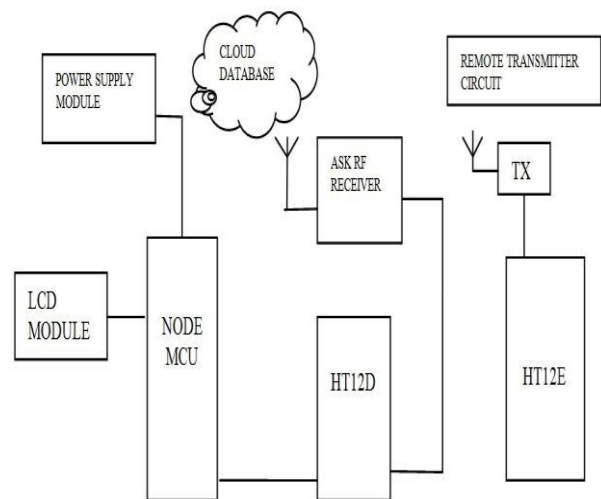 CLOUD
DATABASE
REMOTE TRANSMITTER
CIRCUIT
POWER SUPPLY
MODULE
ASK RF
RECEIVER
TX
LCD
MODULE
NODE
MCU
HT12D
HT12E